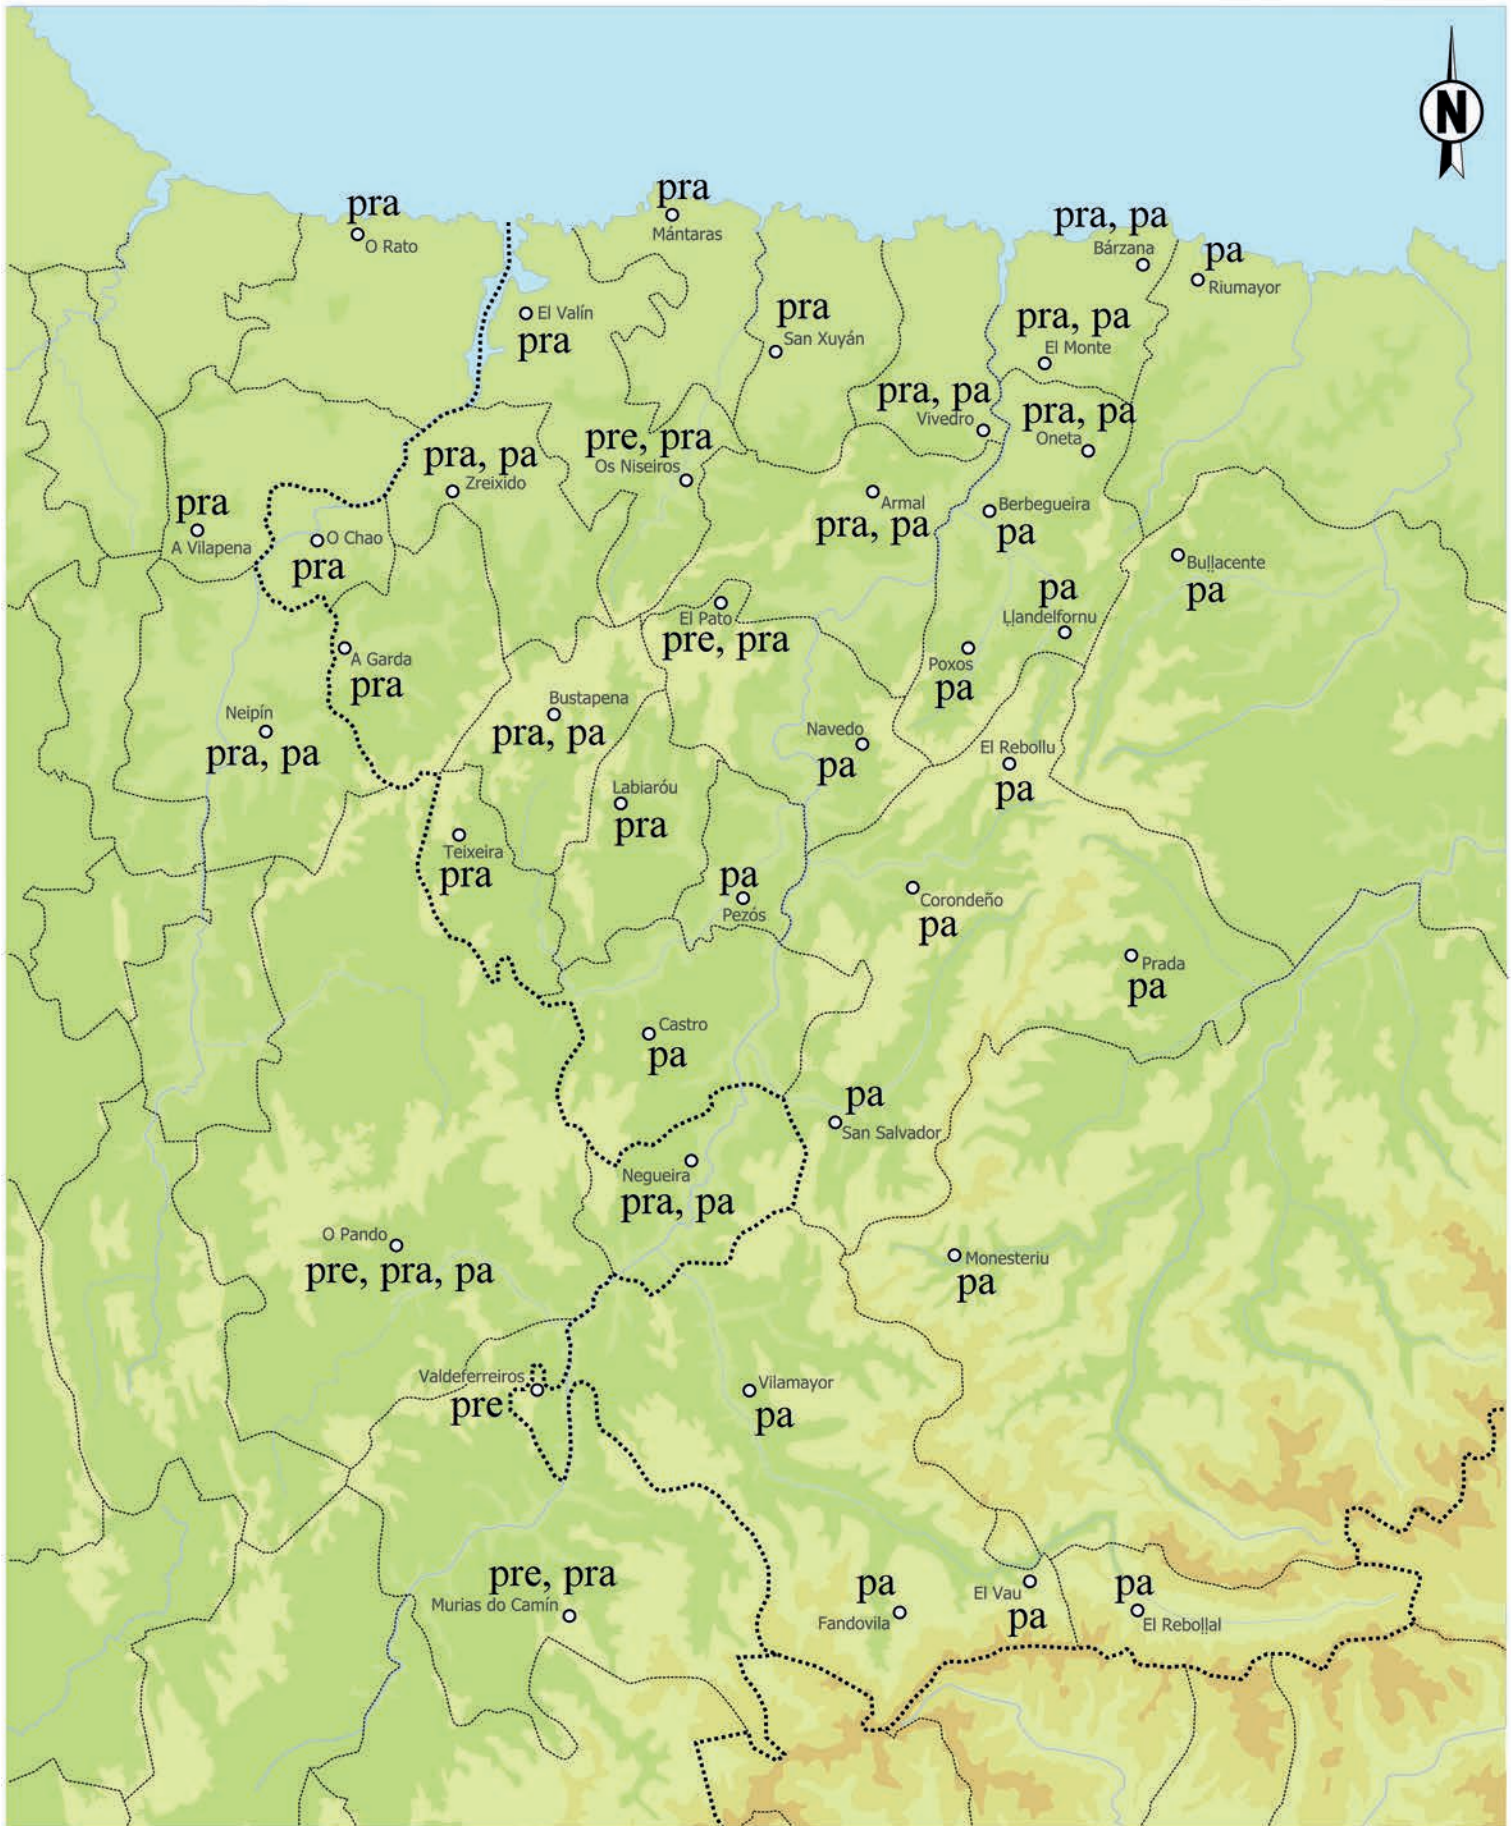 N
pra
O Rato
pra
Mántaras
pra, pa
Bárzana
pa
Riumayor
El Valín
pra
pra
San Xuyán
pra, pa
El Monte
pra, pa
Vivedro
pra, pa
Oneta
pra, pa
Zreixido
pre, pra
Os Niseiros
Armal
pra, pa
Berbegueira
pa
pra
A Vilapena
O Chao
pra
Buḷḷacente
pa
pa
Ḷḷandelfornu
El Pato
pre, pra
Poxos
pa
A Garda
pra
Neipín
pra, pa
Bustapena
pra, pa
Navedo
pa
El Rebollu
pa
Labiaróu
pra
Teixeira
pra
pa
Pezós
Corondeño
pa
Prada
pa
Castro
pa
pa
San Salvador
Negueira
pra, pa
O Pando
pre, pra, pa
Monesteriu
pa
Valdeferreiros
pre
Vilamayor
pa
pre, pra
Murias do Camín
pa
Fandovila
El Vau
pa
pa
El Reboḷḷal